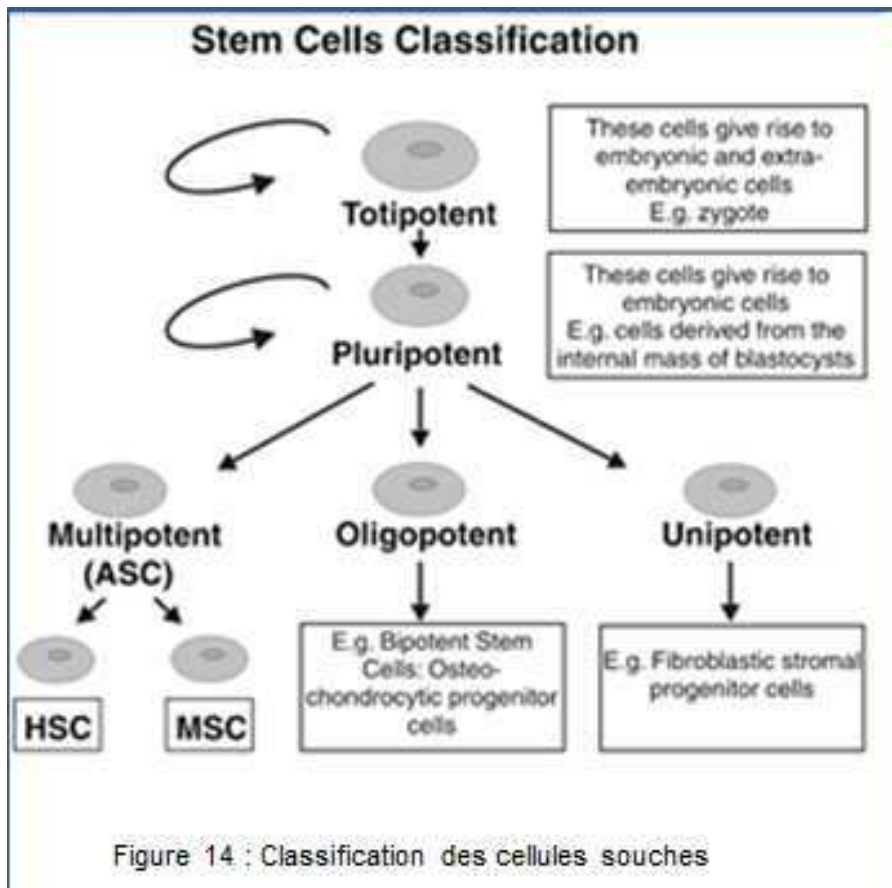 Stem Cells Classification
These cells give rise to
embryonic and extra-
embryonic cells
E.g. zygote
Totipotent
These cells give rise to
embryonic cells
E.g. cells derived from the
internal mass of blastocysts
Pluripotent
Multipotent
(ASC)
Oligopotent
Unipotent
HSC
MSC
E.g. Bipotent Stem
Cells: Osteo-
chondrocytic progenitor
cells
E.g. Fibroblastic stromal
progenitor cells
Figure 14 : Classification des cellules souches